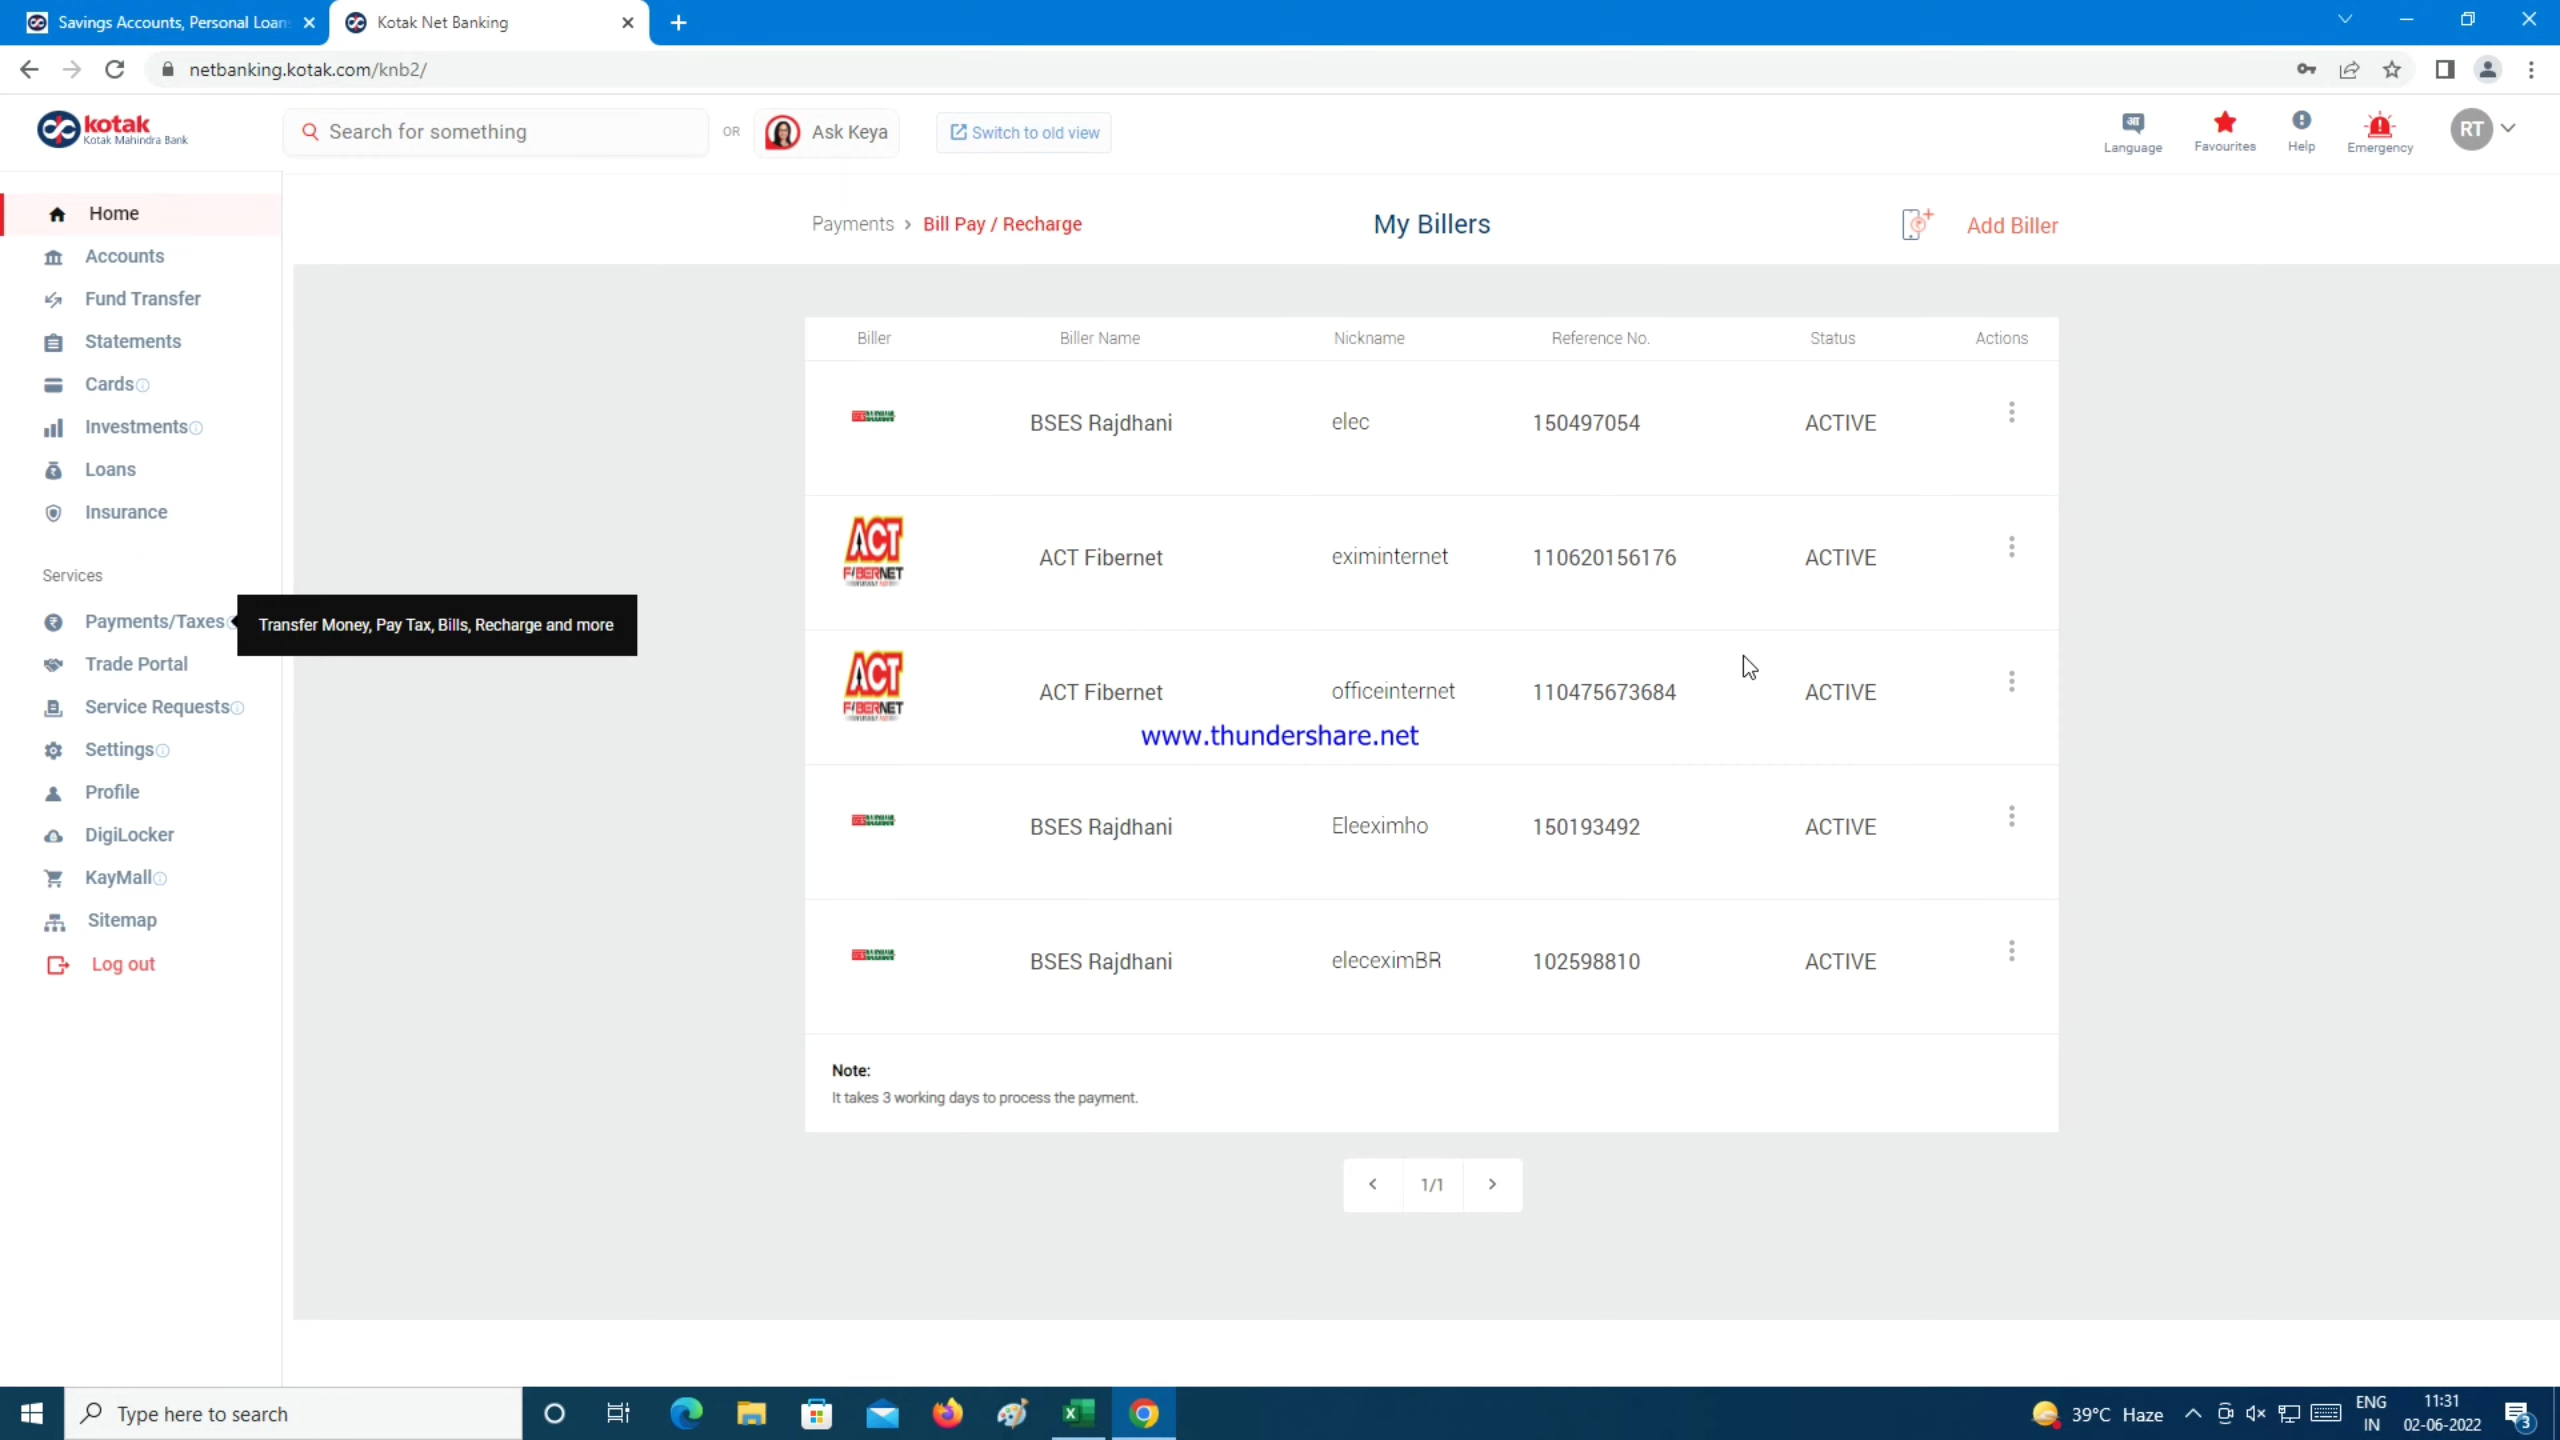 Savings Accounts, Personal Loan
Kotak Net Banking
netbanking.kotak.com/knb2/
kotak
Kotak Mahindra Bank
Search for something
OR
Ask Keya
Switch to old view
Language
Favourites
Help
Emergency
RT
Home
Accounts
Fund Transfer
Statements
Cards
Investments
Loans
Insurance
Services
Payments/Taxes
Transfer Money, Pay Tax, Bills, Recharge and more
Trade Portal
Service Requests
Settings
Profile
DigiLocker
KayMall
Sitemap
Log out
Payments > Bill Pay / Recharge
My Billers
Add Biller
Biller Biller Name Nickname Reference No. Status Actions
BSES Rajdhani elec 150497054 ACTIVE
ACT FIBERNET ACT Fibernet eximinternet 110620156176 ACTIVE
ACT FIBERNET ACT Fibernet officeinternet 110475673684 ACTIVE
www.thundershare.net
BSES Rajdhani Eleeximho 150193492 ACTIVE
BSES Rajdhani eleceximBR 102598810 ACTIVE
Note:
It takes 3 working days to process the payment.
< 1/1 >
Type here to search
39°C Haze
ENG
IN
11:31
02-06-2022
3